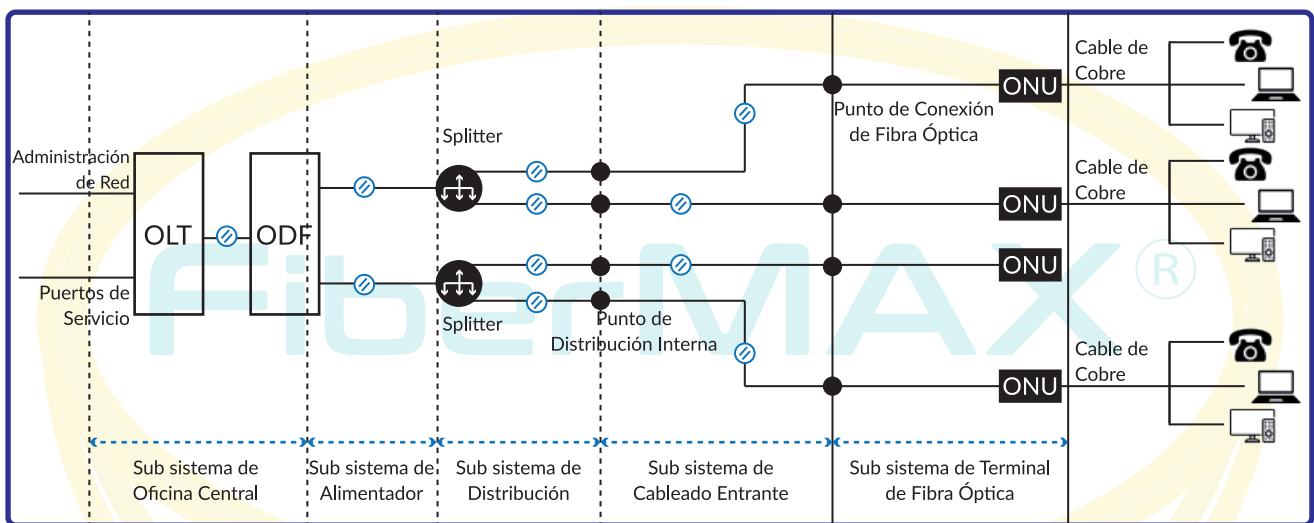 Administración
de Red
Puertos de
Servicio
OLT
ODF
Splitter
Splitter
Punto de
Distribución Interna
Punto de Conexión
de Fibra Óptica
ONU
ONU
ONU
ONU
Cable de
Cobre
Cable de
Cobre
Cable de
Cobre
FiberMAX®
Sub sistema de
Oficina Central
Sub sistema de
Alimentador
Sub sistema de
Distribución
Sub sistema de
Cableado Entrante
Sub sistema de Terminal
de Fibra Óptica